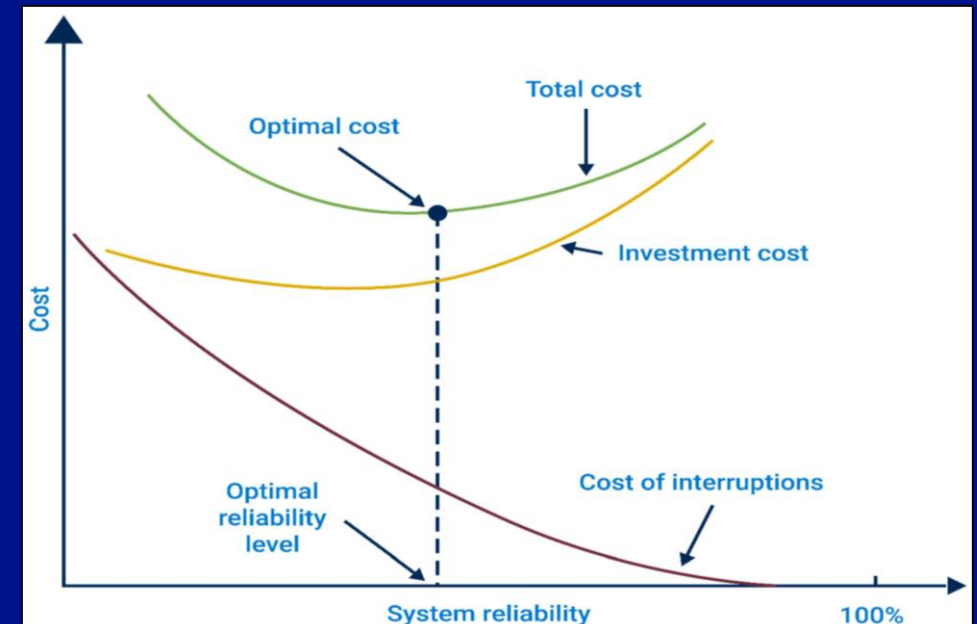 Total cost
Optimal cost
Investment cost
Cost
Cost of interruptions
Optimal
reliability
level
System reliability
100%